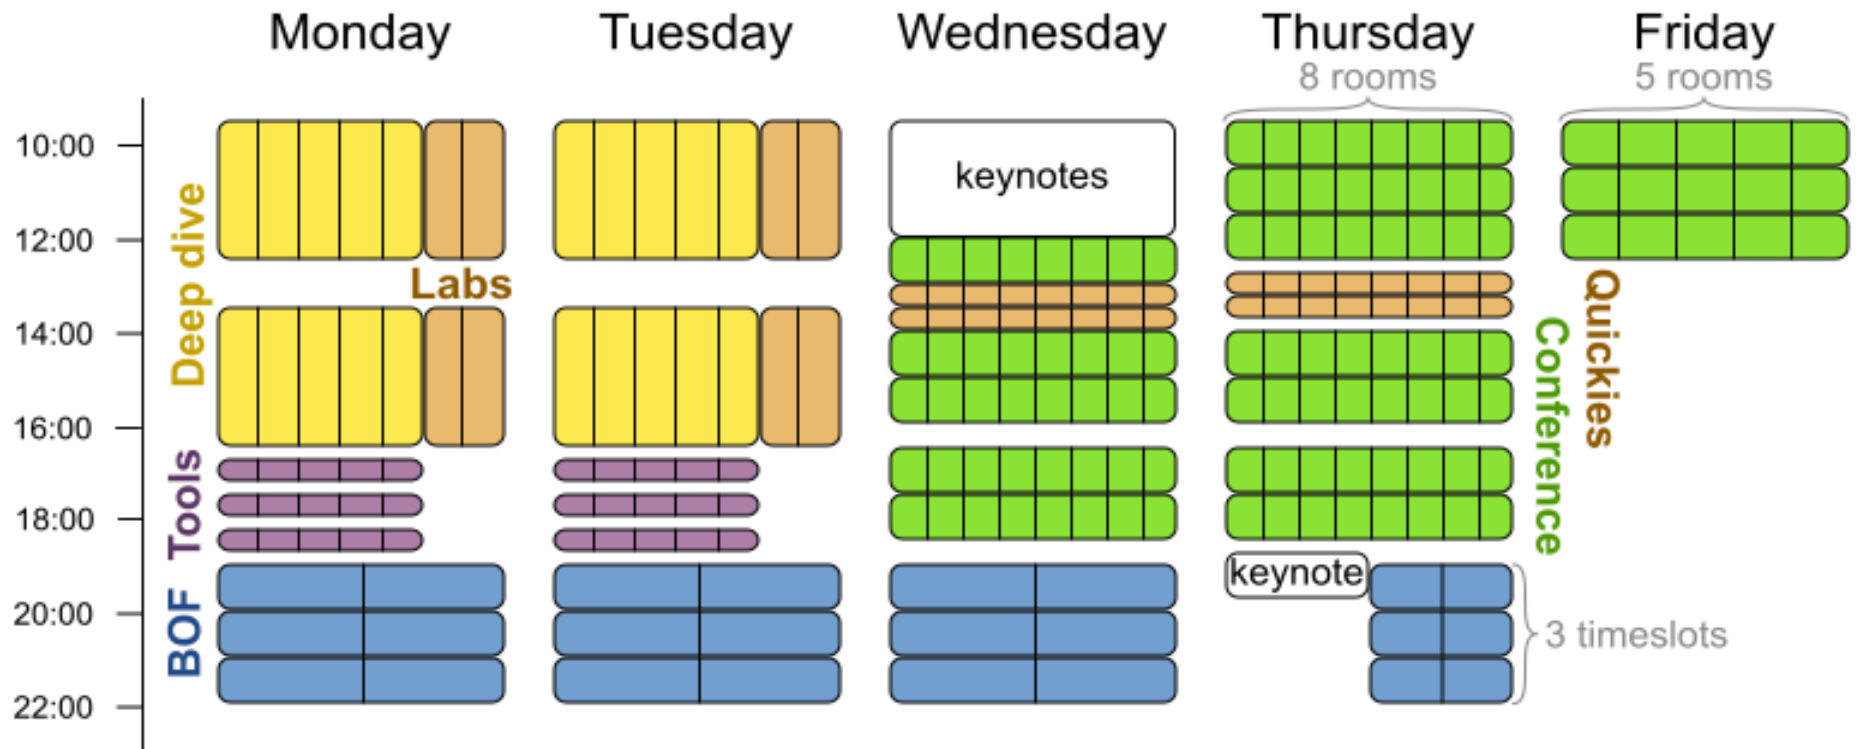 Monday Tuesday Wednesday Thursday Friday
8 rooms 5 rooms
10:00
keynotes
12:00
Deep dive
Labs
14:00
Quickies
Conference
16:00
Tools
18:00
keynote
BOF
20:00
3 timeslots
22:00